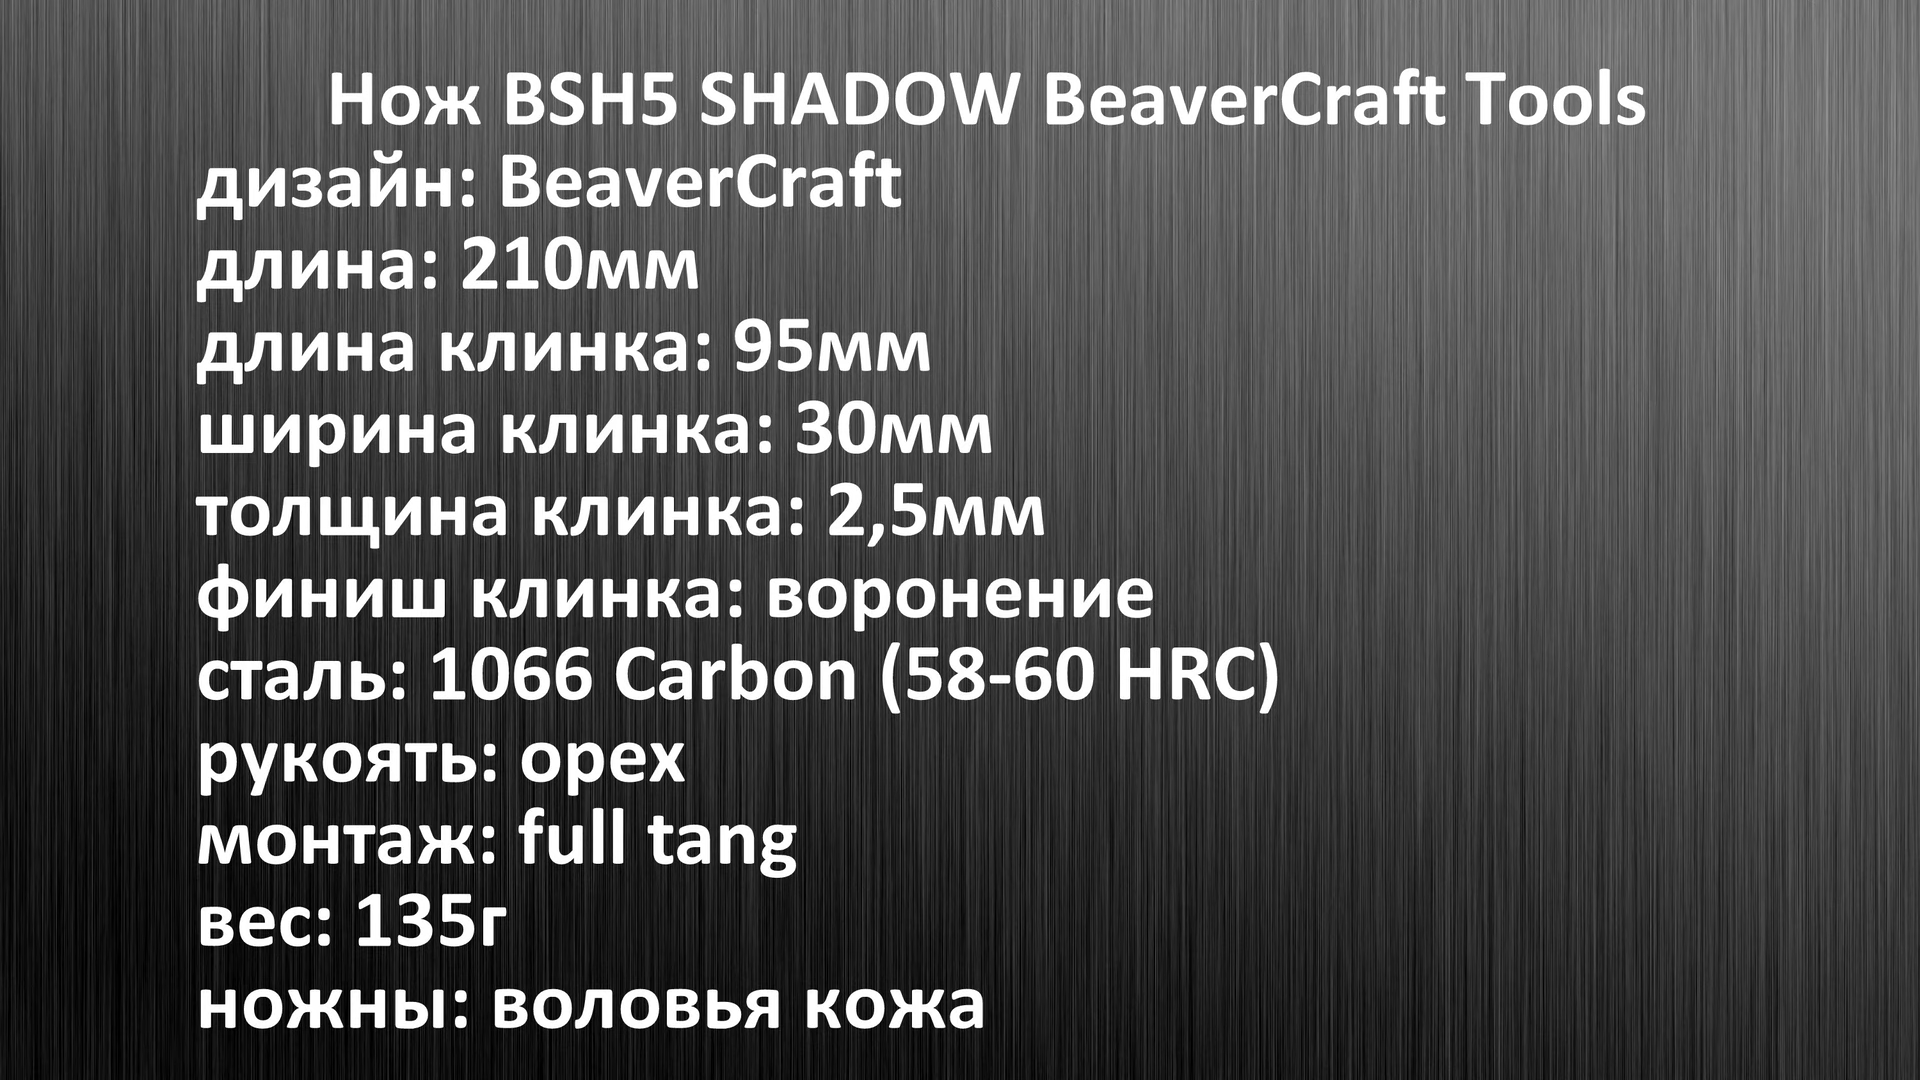 Нож BSH5 SHADOW BeaverCraft Tools
дизайн: BeaverCraft
длина: 210мм
длина клинка: 95мм
ширина клинка: 30мм
толщина клинка: 2,5мм
финиш клинка: воронение
сталь: 1066 Carbon (58-60 HRC)
рукоять: орех
монтаж: full tang
вес: 135г
ножны: воловья кожа